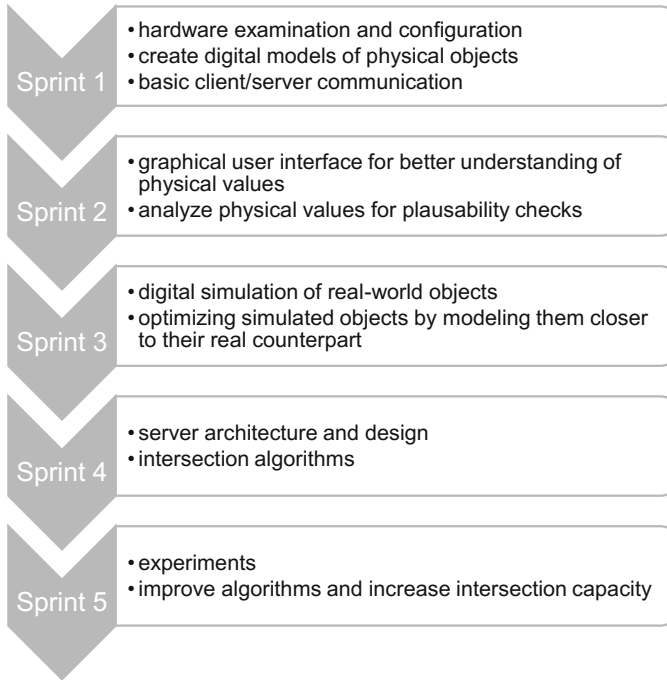 Sprint 1
• hardware examination and configuration
• create digital models of physical objects
• basic client/server communication
Sprint 2
• graphical user interface for better understanding of
physical values
• analyze physical values for plausability checks
Sprint 3
• digital simulation of real-world objects
• optimizing simulated objects by modeling them closer
to their real counterpart
Sprint 4
• server architecture and design
• intersection algorithms
Sprint 5
• experiments
• improve algorithms and increase intersection capacity